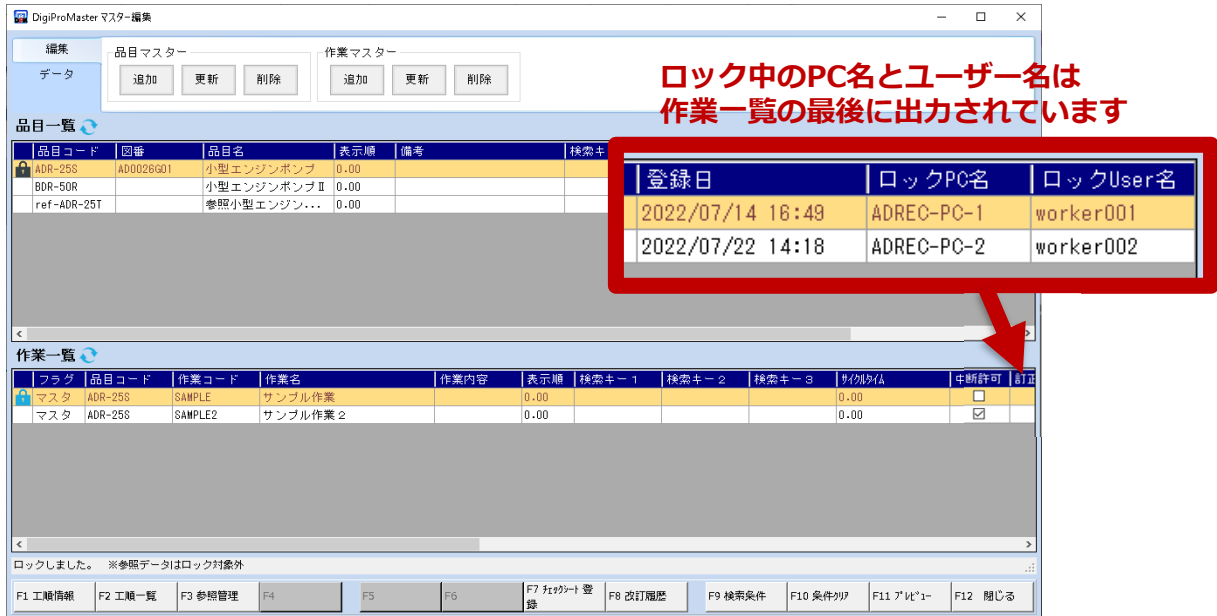 DigiProMaster マスター編集
編集
データ
品目マスター
追加 更新 削除
作業マスター
追加 更新 削除
ロック中のPC名とユーザー名は
作業一覧の最後に出力されています
品目一覧
品目コード 図番 品目名 表示順 備考 検索キ
ADR-25S AD0026G01 小型エンジンポンプ 0.00
BDR-50R 小型エンジンポンプⅡ 0.00
ref-ADR-25T 参照小型エンジン... 0.00
登録日 ロックPC名 ロックUser名
2022/07/14 16:49 ADREC-PC-1 worker001
2022/07/22 14:18 ADREC-PC-2 worker002
作業一覧
フラグ 品目コード 作業コード 作業名 作業内容 表示順 検索キー1 検索キー2 検索キー3 ｻｲｸﾙﾀｲﾑ 中断許可 訂正
マスタ ADR-25S SAMPLE サンプル作業 0.00 0.00
マスタ ADR-25S SAMPLE2 サンプル作業2 0.00 0.00
ロックしました。 ※参照データはロック対象外
F1 工順情報 F2 工順一覧 F3 参照管理 F4 F5 F6 F7 ﾁｪｯｸｼｰﾄ 登録 F8 改訂履歴 F9 検索条件 F10 条件ｸﾘｱ F11 ﾌﾟﾚﾋﾞｭｰ F12 閉じる